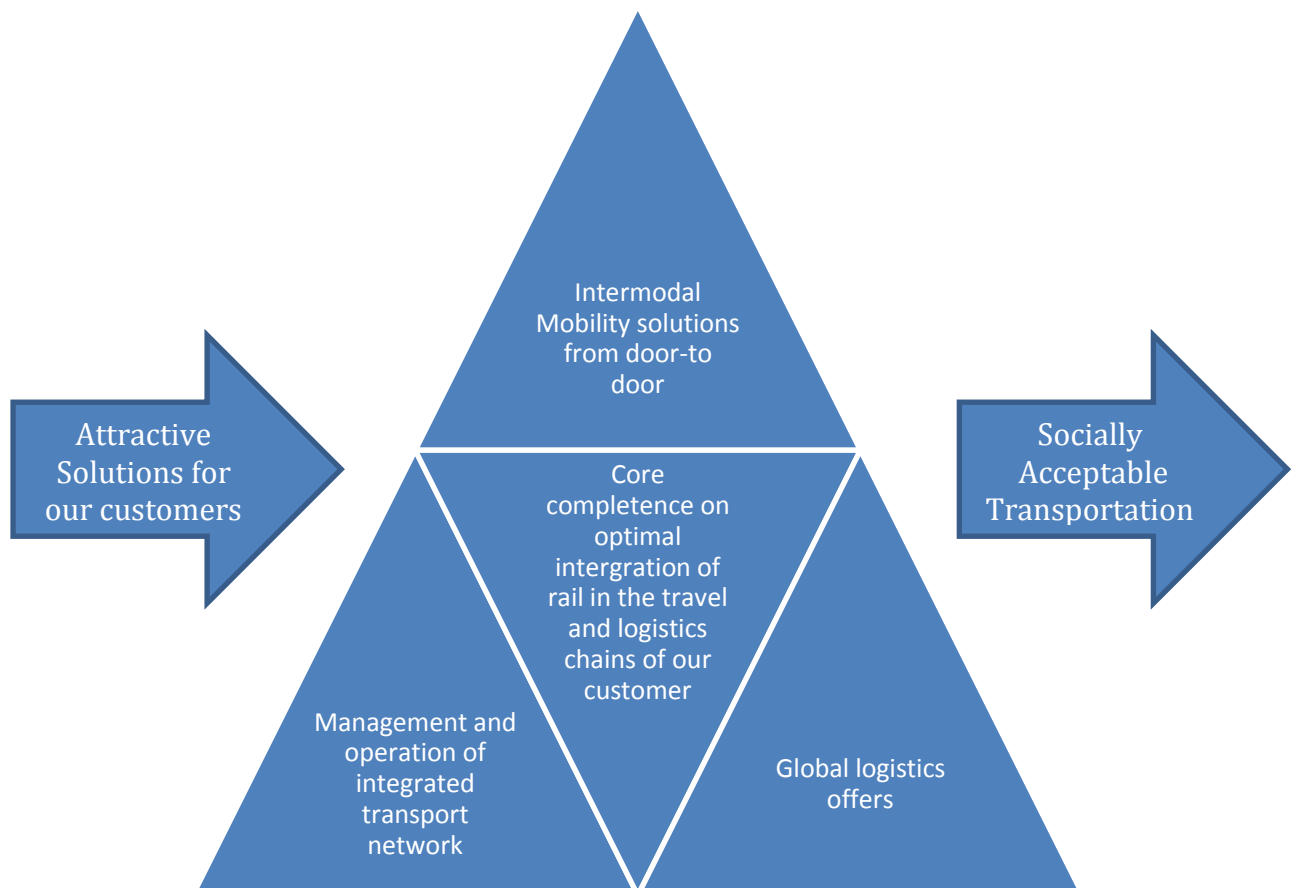 Attractive
Solutions for
our customers
Intermodal
Mobility solutions
from door-to
door
Core
completence on
optimal
intergration of
rail in the travel
and logistics
chains of our
customer
Management and
operation of
integrated
transport
network
Global logistics
offers
Socially
Acceptable
Transportation